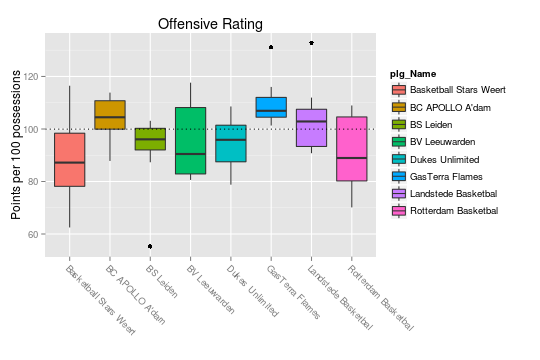 Offensive Rating
Points per 100 possessions
120
100
80
60
Basketball Stars Weert
BC APOLLO A'dam
BS Leiden
BV Leeuwarden
Dukes Unlimited
GasTerra Flames
Landstede Basketbal
Rotterdam Basketbal
plg_Name
Basketball Stars Weert
BC APOLLO A'dam
BS Leiden
BV Leeuwarden
Dukes Unlimited
GasTerra Flames
Landstede Basketbal
Rotterdam Basketbal